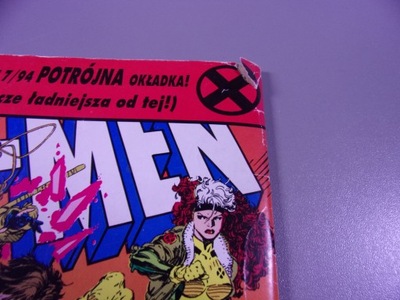 7/94 POTRÓJNA OKŁADKA!
ładniejsza od tej!)
MEN